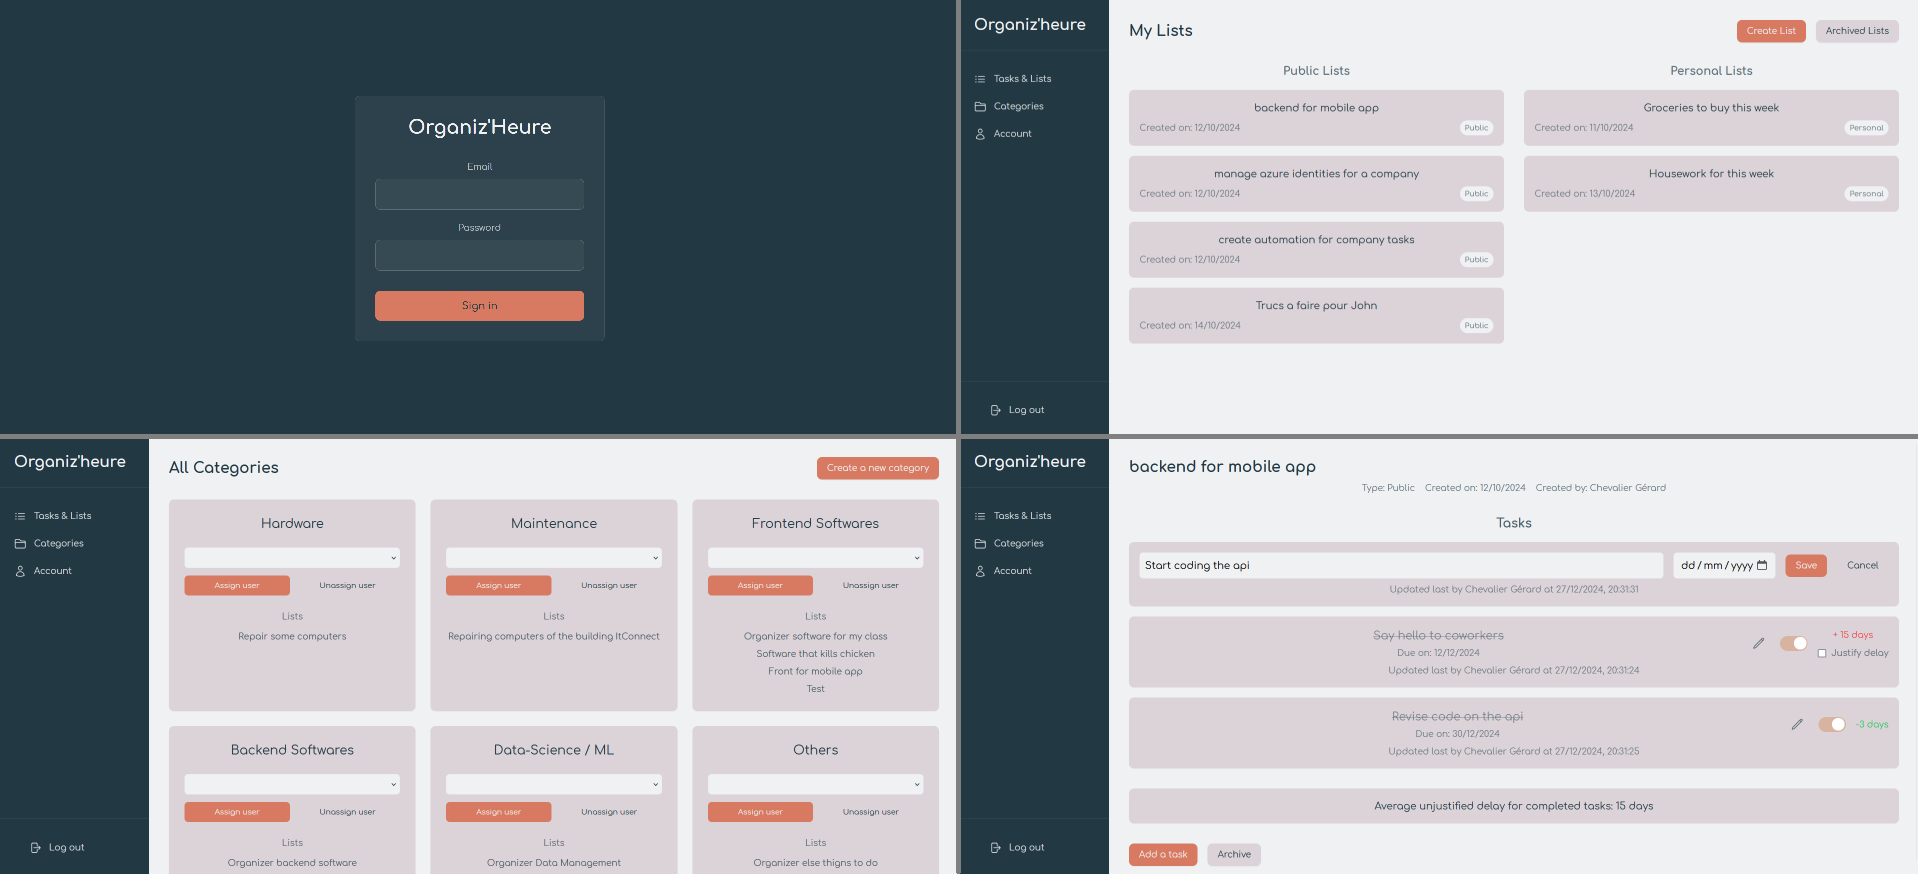 Organiz'Heure
Email
Password
Sign in
Organiz'heure
Tasks & Lists
Categories
Account
Log out
My Lists
Create List
Archived Lists
Public Lists
backend for mobile app
Created on: 12/10/2024
Public
manage azure identities for a company
Created on: 12/10/2024
Public
create automation for company tasks
Created on: 12/10/2024
Public
Trucs a faire pour John
Created on: 14/10/2024
Public
Personal Lists
Groceries to buy this week
Created on: 11/10/2024
Personal
Housework for this week
Created on: 13/10/2024
Personal
Organiz'heure
Tasks & Lists
Categories
Account
Log out
All Categories
Create a new category
Hardware
Assign user
Unassign user
Lists
Repair some computers
Maintenance
Assign user
Unassign user
Lists
Repairing computers of the building ItConnect
Frontend Softwares
Assign user
Unassign user
Lists
Organizer software for my class
Software that kills chicken
Front for mobile app
Test
Backend Softwares
Assign user
Unassign user
Lists
Organizer backend software
Data-Science / ML
Assign user
Unassign user
Lists
Organizer Data Management
Others
Assign user
Unassign user
Lists
Organizer else thigns to do
Organiz'heure
Tasks & Lists
Categories
Account
Log out
backend for mobile app
Type: Public Created on: 12/10/2024 Created by: Chevalier Gérard
Tasks
Start coding the api
dd/mm/yyyy
Save
Cancel
Updated last by Chevalier Gérard at 27/12/2024, 20:31:31
Say hello to coworkers
Due on: 12/12/2024
Updated last by Chevalier Gérard at 27/12/2024, 20:31:24
+ 15 days
Justify delay
Revise code on the api
Due on: 30/12/2024
Updated last by Chevalier Gérard at 27/12/2024, 20:31:25
-3 days
Average unjustified delay for completed tasks: 15 days
Add a task
Archive